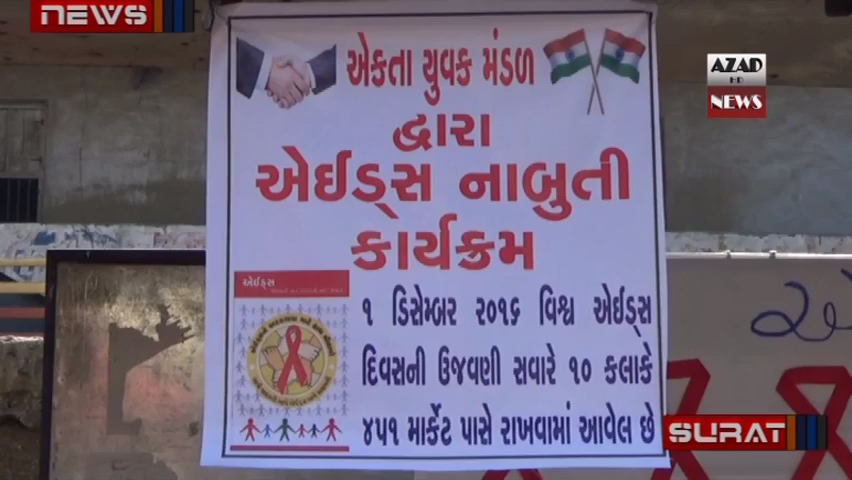 NEWS
AZAD
HD
NEWS
એકતા યુવક મંડળ
દ્વારા
એઈડ્સ નાબુતી
કાર્યક્રમ
એઈડ્સ
૧ ડિસેમ્બર ૨૦૧૬ વિશ્વ એઈડ્સ
દિવસની ઉજવણી સવારે ૧૦ કલાકે
૪૫૧ માર્કેટ પાસે રાખવામાં આવેલ છે
SURAT